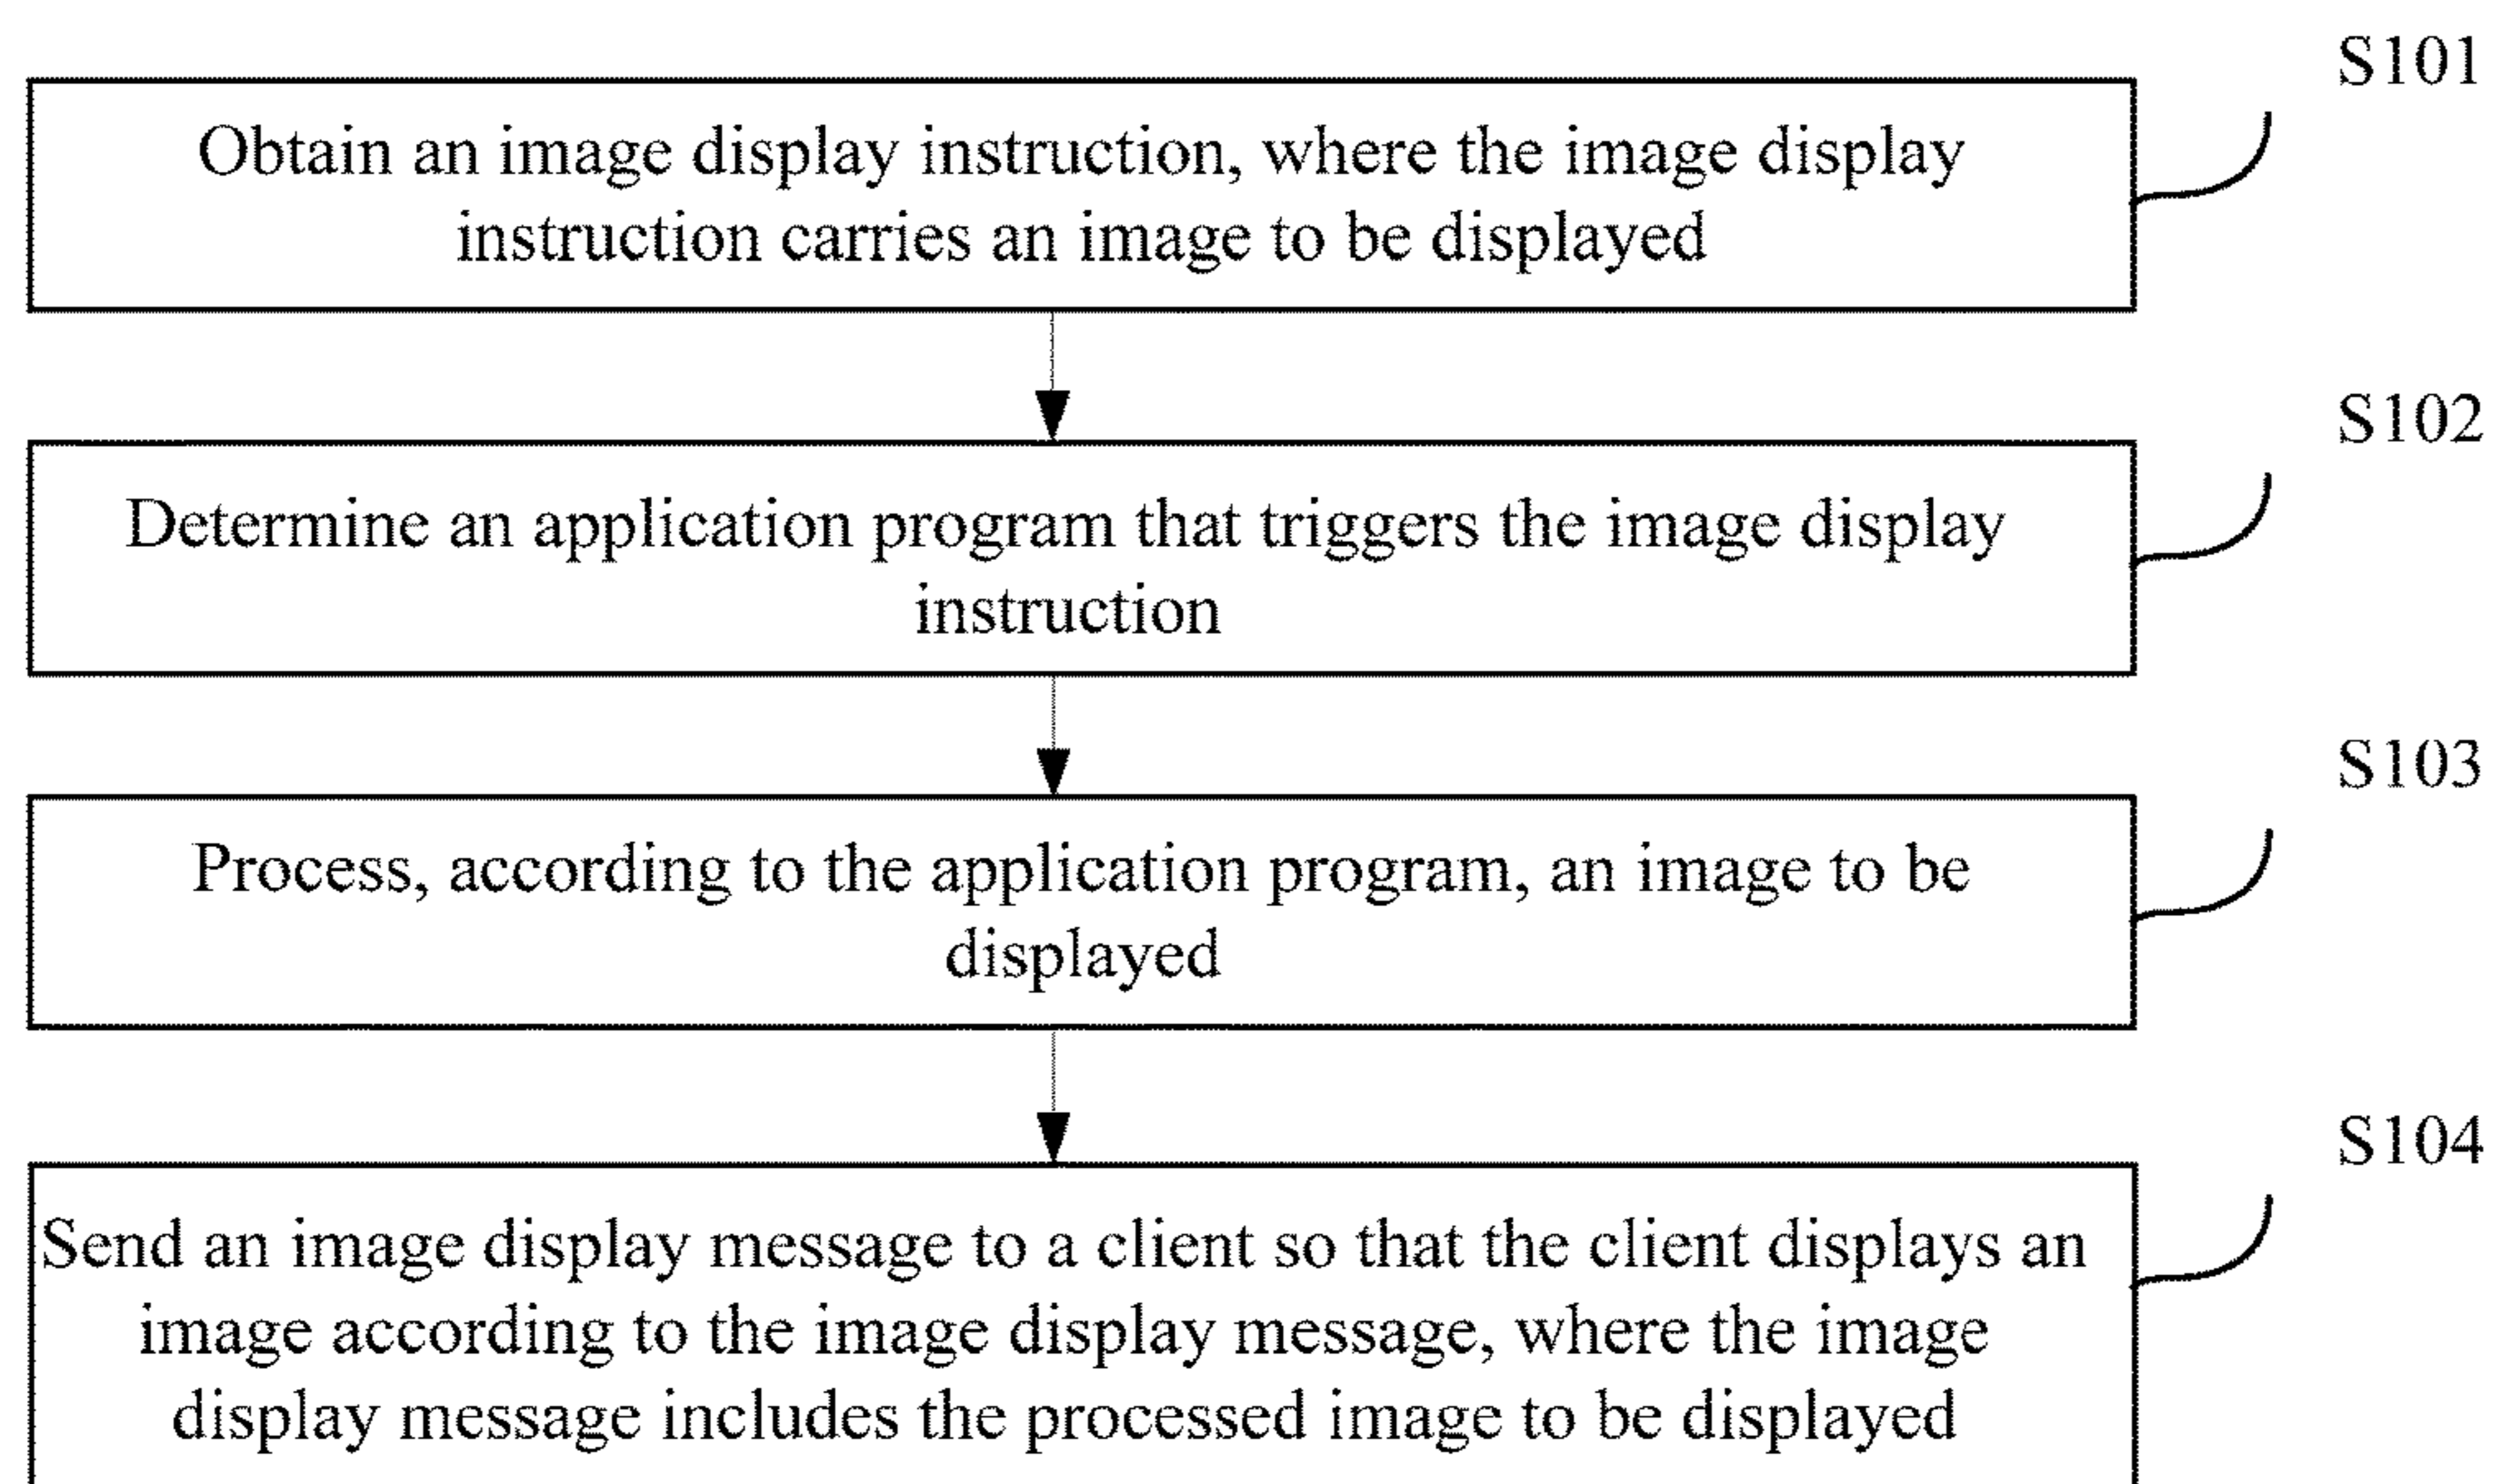 S101
Obtain an image display instruction, where the image display
instruction carries an image to be displayed
S102
Determine an application program that triggers the image display
instruction
S103
Process, according to the application program, an image to be
displayed
S104
Send an image display message to a client so that the client displays an
image according to the image display message, where the image
display message includes the processed image to be displayed